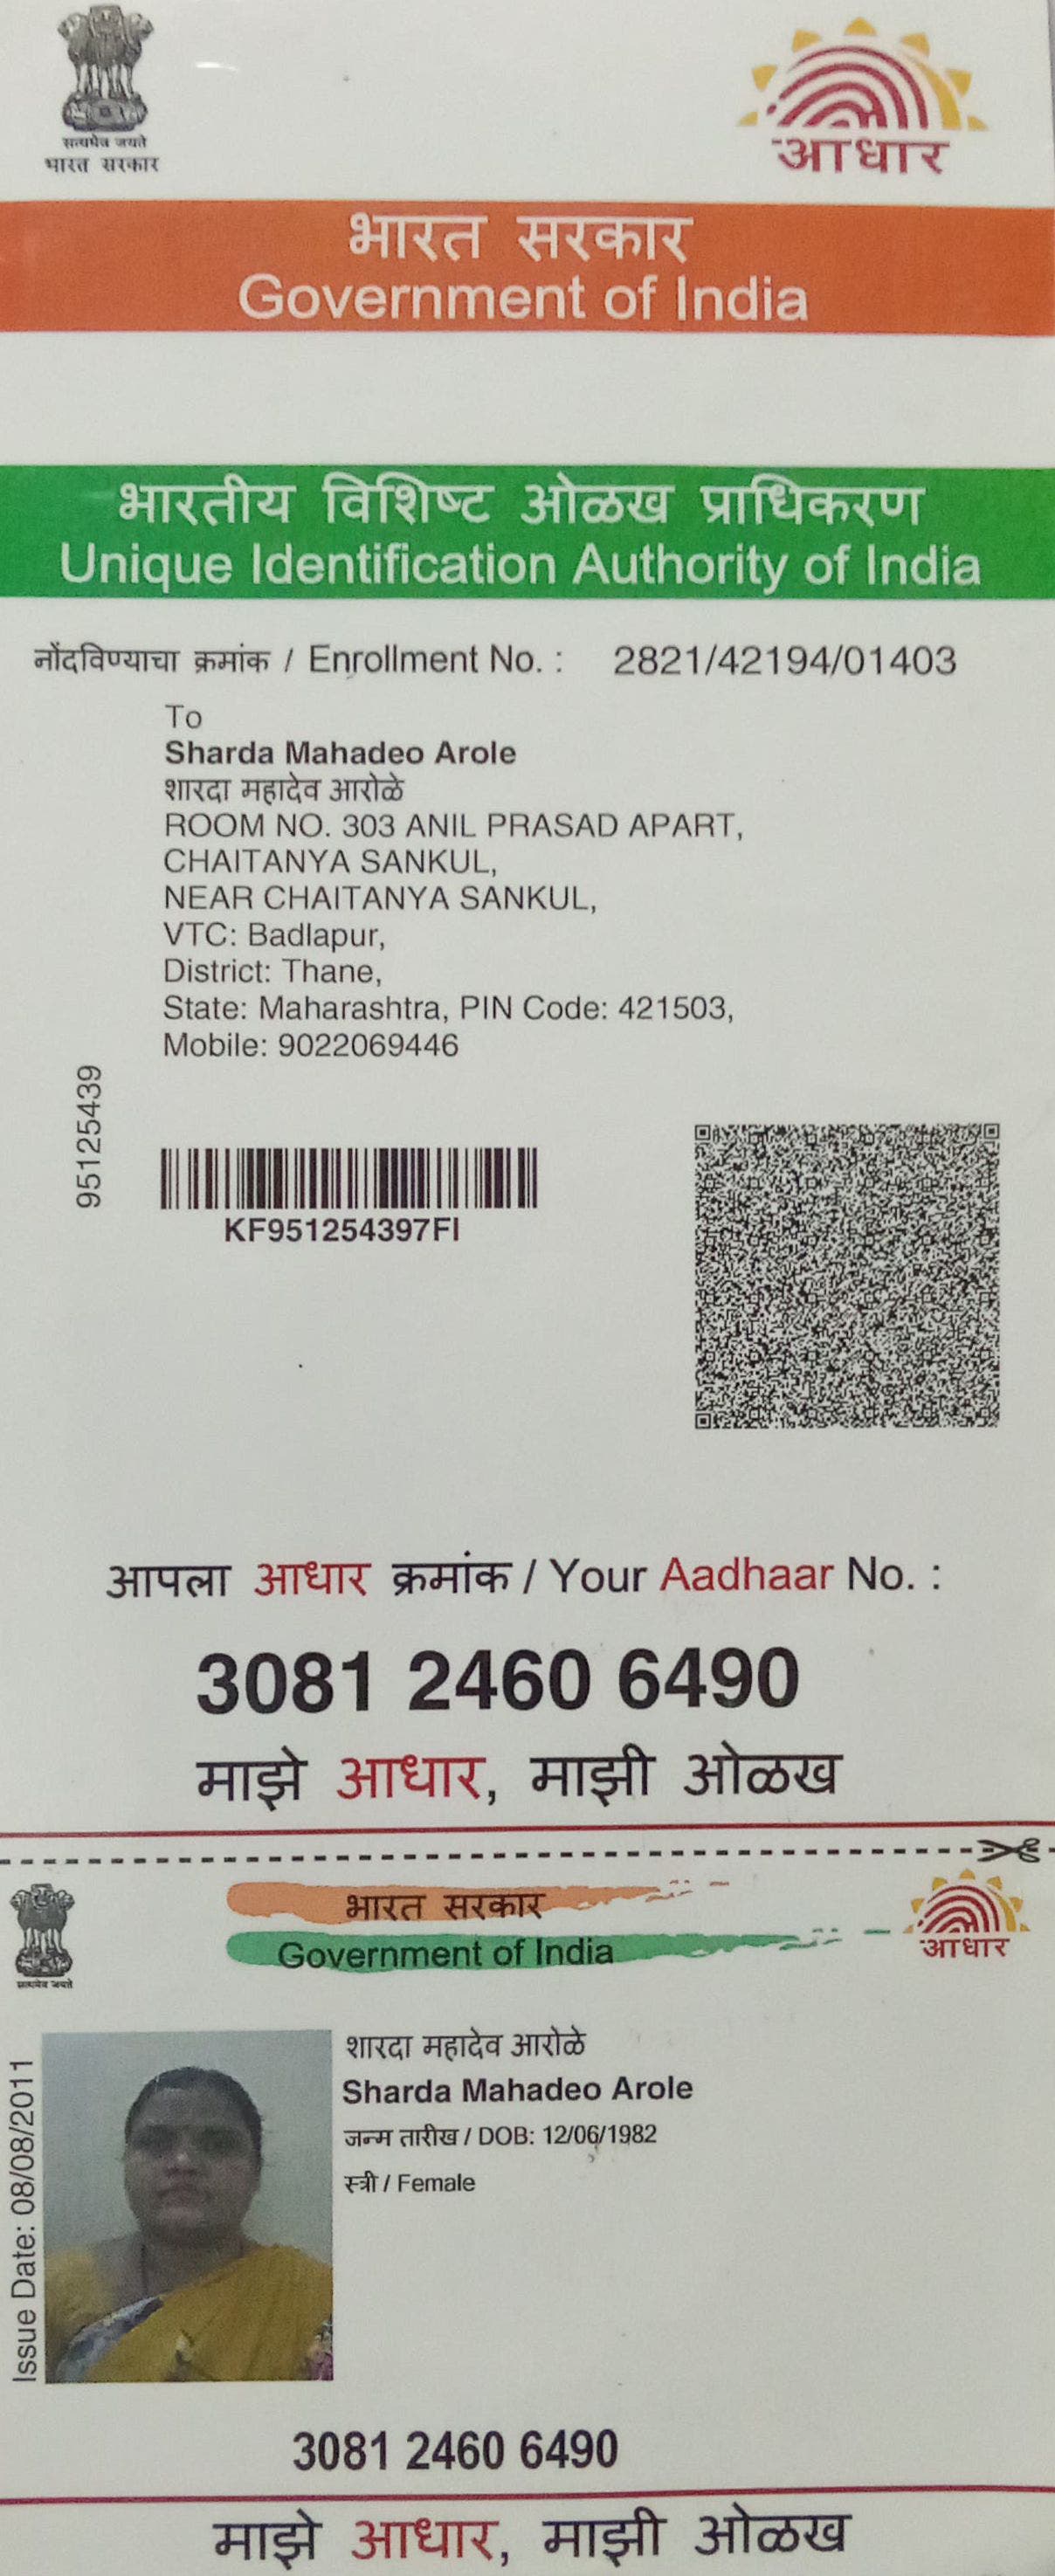 सत्यमेव जयते
भारत सरकार
आधार
भारत सरकार
Government of India
भारतीय विशिष्ट ओळख प्राधिकरण
Unique Identification Authority of India
नोंदविण्याचा क्रमांक / Enrollment No. : 2821/42194/01403
To
Sharda Mahadeo Arole
शारदा महादेव आरोळे
ROOM NO. 303 ANIL PRASAD APART,
CHAITANYA SANKUL,
NEAR CHAITANYA SANKUL,
VTC: Badlapur,
District: Thane,
State: Maharashtra, PIN Code: 421503,
Mobile: 9022069446
95125439
KF951254397FI
आपला आधार क्रमांक / Your Aadhaar No. :
3081 2460 6490
माझे आधार, माझी ओळख
भारत सरकार
Government of India
सत्यमेव जयते
आधार
शारदा महादेव आरोळे
Sharda Mahadeo Arole
जन्म तारीख / DOB: 12/06/1982
स्त्री / Female
Issue Date: 08/08/2011
3081 2460 6490
माझे आधार, माझी ओळख